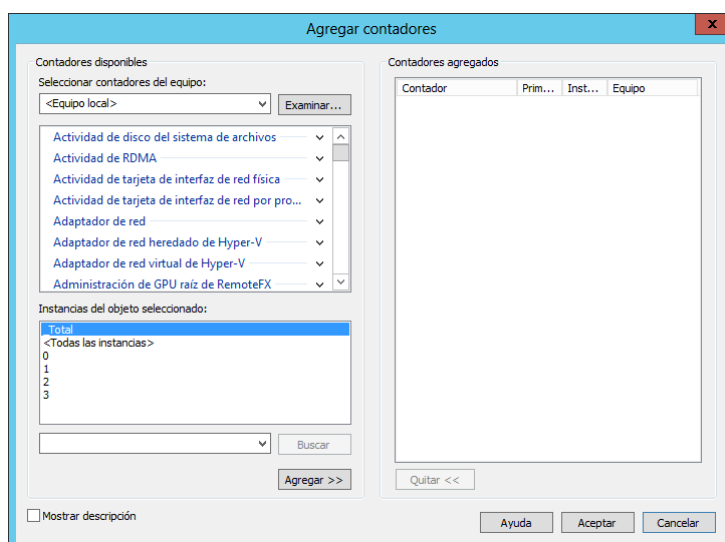 Agregar contadores
x
Contadores disponibles
Seleccionar contadores del equipo:
<Equipo local>
Examinar...
Actividad de disco del sistema de archivos
Actividad de RDMA
Actividad de tarjeta de interfaz de red física
Actividad de tarjeta de interfaz de red por pro...
Adaptador de red
Adaptador de red heredado de Hyper-V
Adaptador de red virtual de Hyper-V
Administración de GPU raíz de RemoteFX
Instancias del objeto seleccionado:
_Total
<Todas las instancias>
0
1
2
3
Buscar
Agregar >>
Contadores agregados
Contador Prim... Inst... Equipo
Quitar <<
Mostrar descripción
Ayuda Aceptar Cancelar